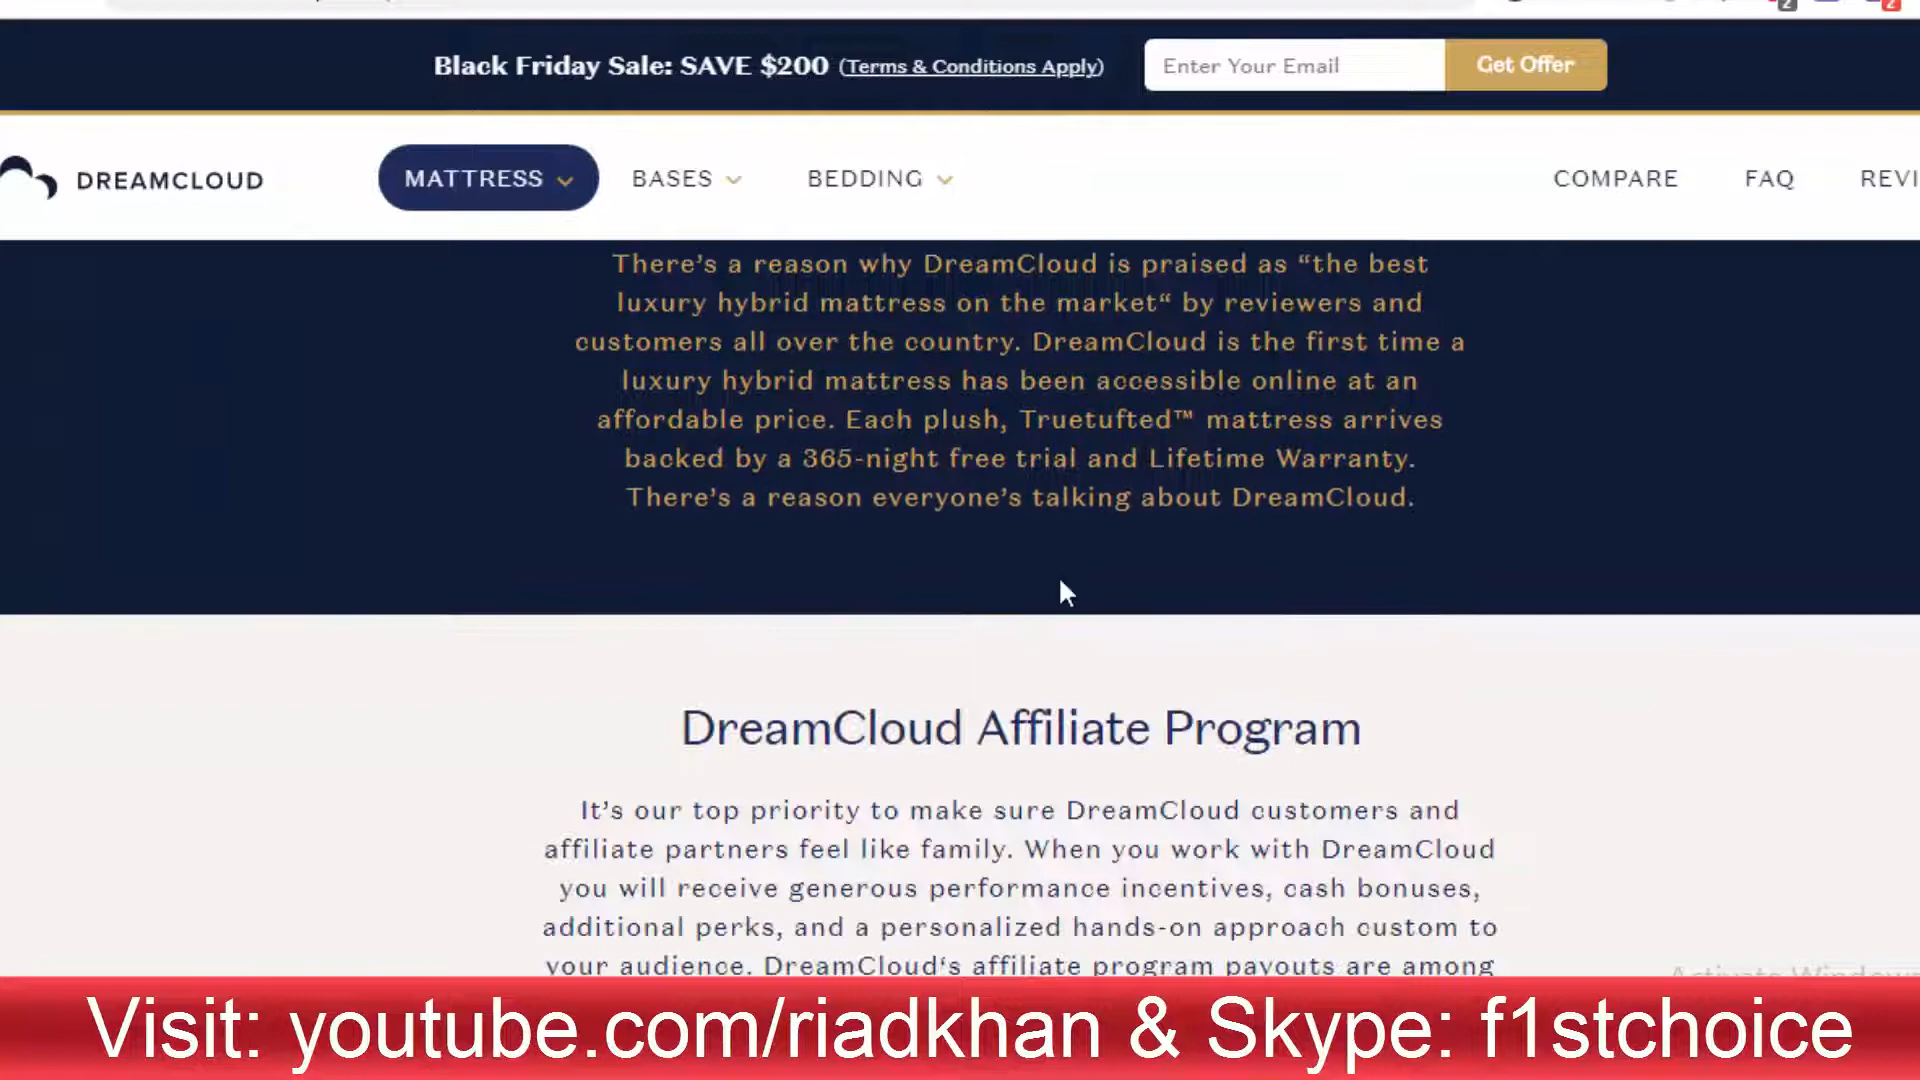 Black Friday Sale: SAVE $200 (Terms & Conditions Apply)
Enter Your Email
Get Offer
DREAMCLOUD
MATTRESS
BASES
BEDDING
COMPARE
FAQ
REVI
There’s a reason why DreamCloud is praised as “the best
luxury hybrid mattress on the market“ by reviewers and
customers all over the country. DreamCloud is the first time a
luxury hybrid mattress has been accessible online at an
affordable price. Each plush, Truetufted™ mattress arrives
backed by a 365-night free trial and Lifetime Warranty.
There’s a reason everyone’s talking about DreamCloud.
DreamCloud Affiliate Program
It’s our top priority to make sure DreamCloud customers and
affiliate partners feel like family. When you work with DreamCloud
you will receive generous performance incentives, cash bonuses,
additional perks, and a personalized hands-on approach custom to
your audience. DreamCloud‘s affiliate program payouts are among
Activate Windows
Visit: youtube.com/riadkhan & Skype: f1stchoice